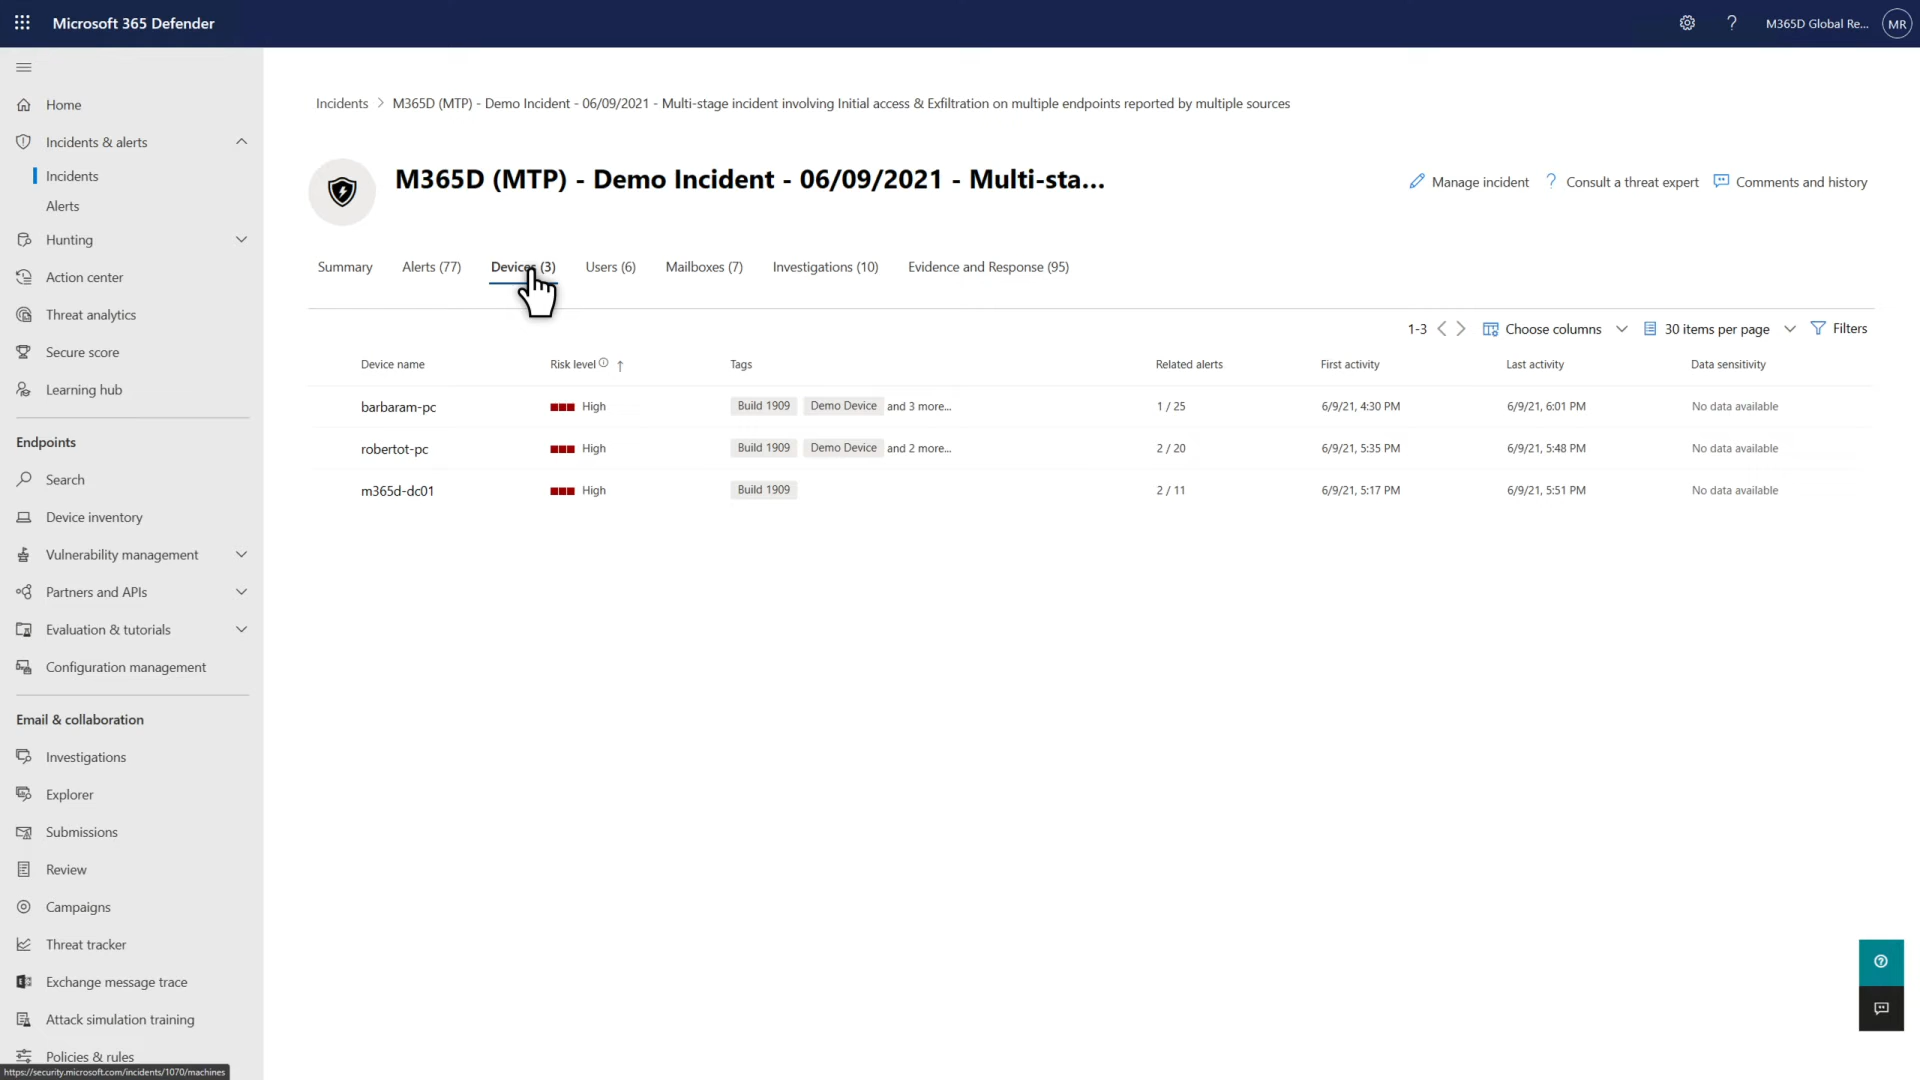 Microsoft 365 Defender
M365D Global Re...
MR
Home
Incidents & alerts
Incidents
Alerts
Hunting
Action center
Threat analytics
Secure score
Learning hub
Endpoints
Search
Device inventory
Vulnerability management
Partners and APIs
Evaluation & tutorials
Configuration management
Email & collaboration
Investigations
Explorer
Submissions
Review
Campaigns
Threat tracker
Exchange message trace
Attack simulation training
Policies & rules
https://security.microsoft.com/incidents/1070/machines
Incidents > M365D (MTP) - Demo Incident - 06/09/2021 - Multi-stage incident involving Initial access & Exfiltration on multiple endpoints reported by multiple sources
M365D (MTP) - Demo Incident - 06/09/2021 - Multi-sta...
Manage incident ? Consult a threat expert Comments and history
Summary Alerts (77) Devices (3) Users (6) Mailboxes (7) Investigations (10) Evidence and Response (95)
1-3 Choose columns 30 items per page Filters
Device name Risk level Tags Related alerts First activity Last activity Data sensitivity
barbaram-pc High Build 1909 Demo Device and 3 more... 1 / 25 6/9/21, 4:30 PM 6/9/21, 6:01 PM No data available
robertot-pc High Build 1909 Demo Device and 2 more... 2 / 20 6/9/21, 5:35 PM 6/9/21, 5:48 PM No data available
m365d-dc01 High Build 1909 2 / 11 6/9/21, 5:17 PM 6/9/21, 5:51 PM No data available